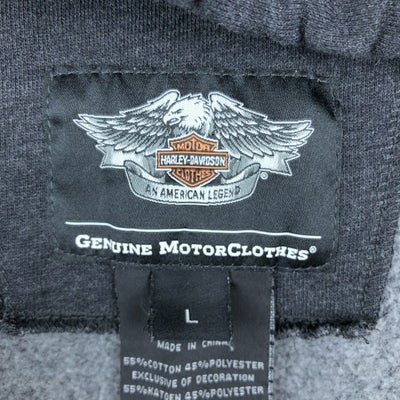 MOTOR
HARLEY-DAVIDSON
CLOTHES
AN AMERICAN LEGEND
®
GENUINE MOTORCLOTHES®
L
MADE IN CHINA
55%COTTON 45%POLYESTER
EXCLUSIVE OF DECORATION
55%KATOEN 45%POLYESTER